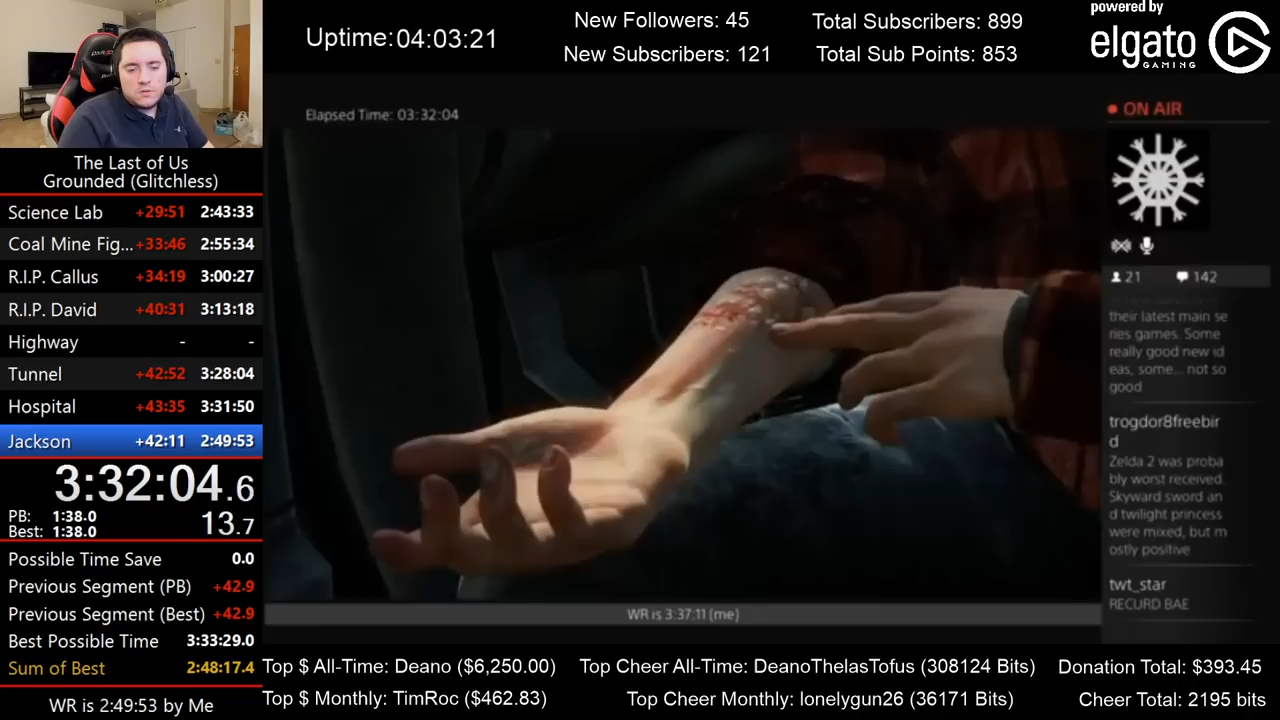 Uptime: 04:03:21
New Followers: 45
New Subscribers: 121
Total Subscribers: 899
Total Sub Points: 853
powered by
elgato
GAMING
The Last of Us
Grounded (Glitchless)
Science Lab +29:51 2:43:33
Coal Mine Fig... +33:46 2:55:34
R.I.P. Callus +34:19 3:00:27
R.I.P. David +40:31 3:13:18
Highway - -
Tunnel +42:52 3:28:04
Hospital +43:35 3:31:50
Jackson +42:11 2:49:53
3:32:04.6
PB: 1:38.0
Best: 1:38.0
13.7
Possible Time Save 0.0
Previous Segment (PB) +42.9
Previous Segment (Best) +42.9
Best Possible Time 3:33:29.0
Sum of Best 2:48:17.4
WR is 2:49:53 by Me
Elapsed Time: 03:32:04
WR is 3:37:11 (me)
ON AIR
21 142
their latest main se
ries games. Some
really good new id
eas, some... not so
good
trogdor8freebir
d
Zelda 2 was proba
bly worst received.
Skyward sword an
d twilight princess
were mixed, but m
ostly positive
twt_star
RECURD BAE
Top $ All-Time: Deano ($6,250.00)
Top Cheer All-Time: DeanoThelasTofus (308124 Bits)
Donation Total: $393.45
Top $ Monthly: TimRoc ($462.83)
Top Cheer Monthly: lonelygun26 (36171 Bits)
Cheer Total: 2195 bits